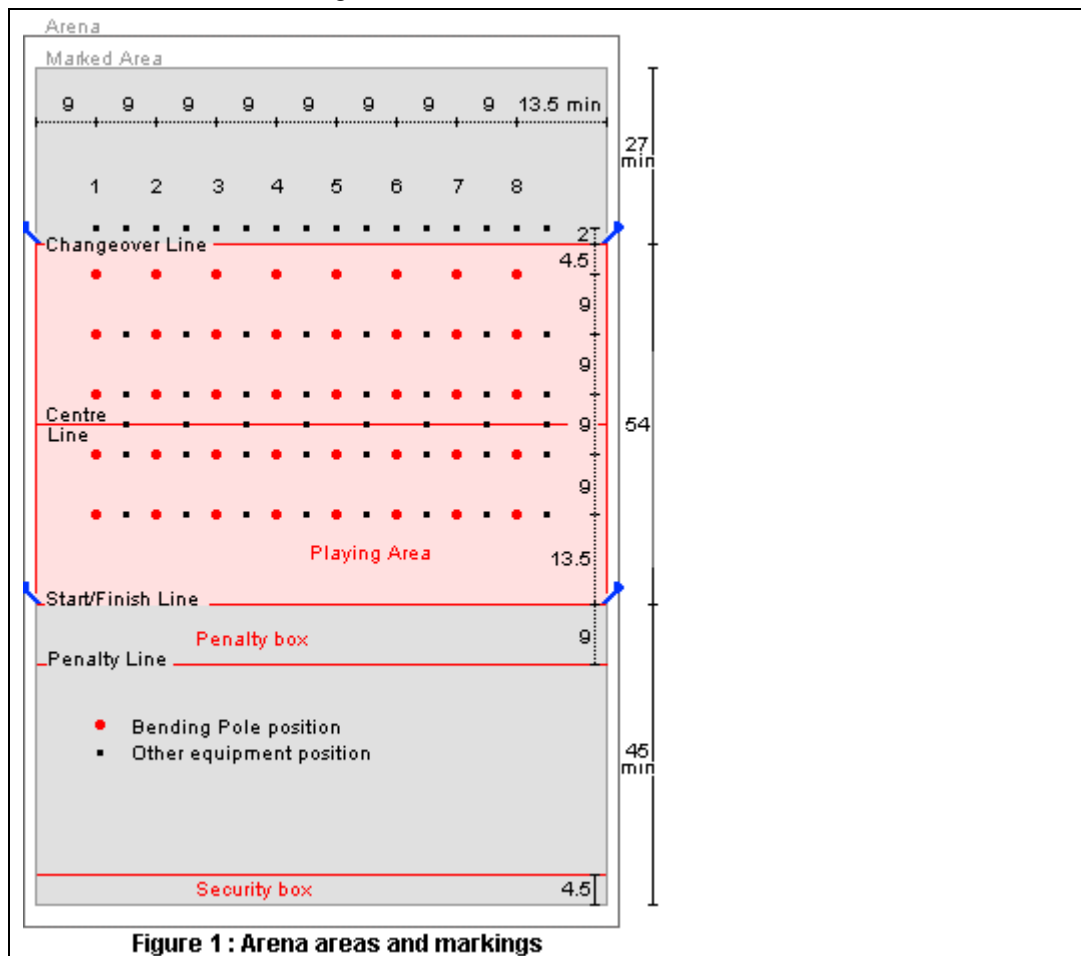 Arena
Marked Area
9 9 9 9 9 9 9 9 13.5 min
27
min
1 2 3 4 5 6 7 8
2
Changeover Line
4.5
9
9
Centre
Line
9
54
9
Playing Area
13.5
Start/Finish Line
Penalty box
9
Penalty Line
Bending Pole position
Other equipment position
45
min
Security box
4.5
Figure 1 : Arena areas and markings